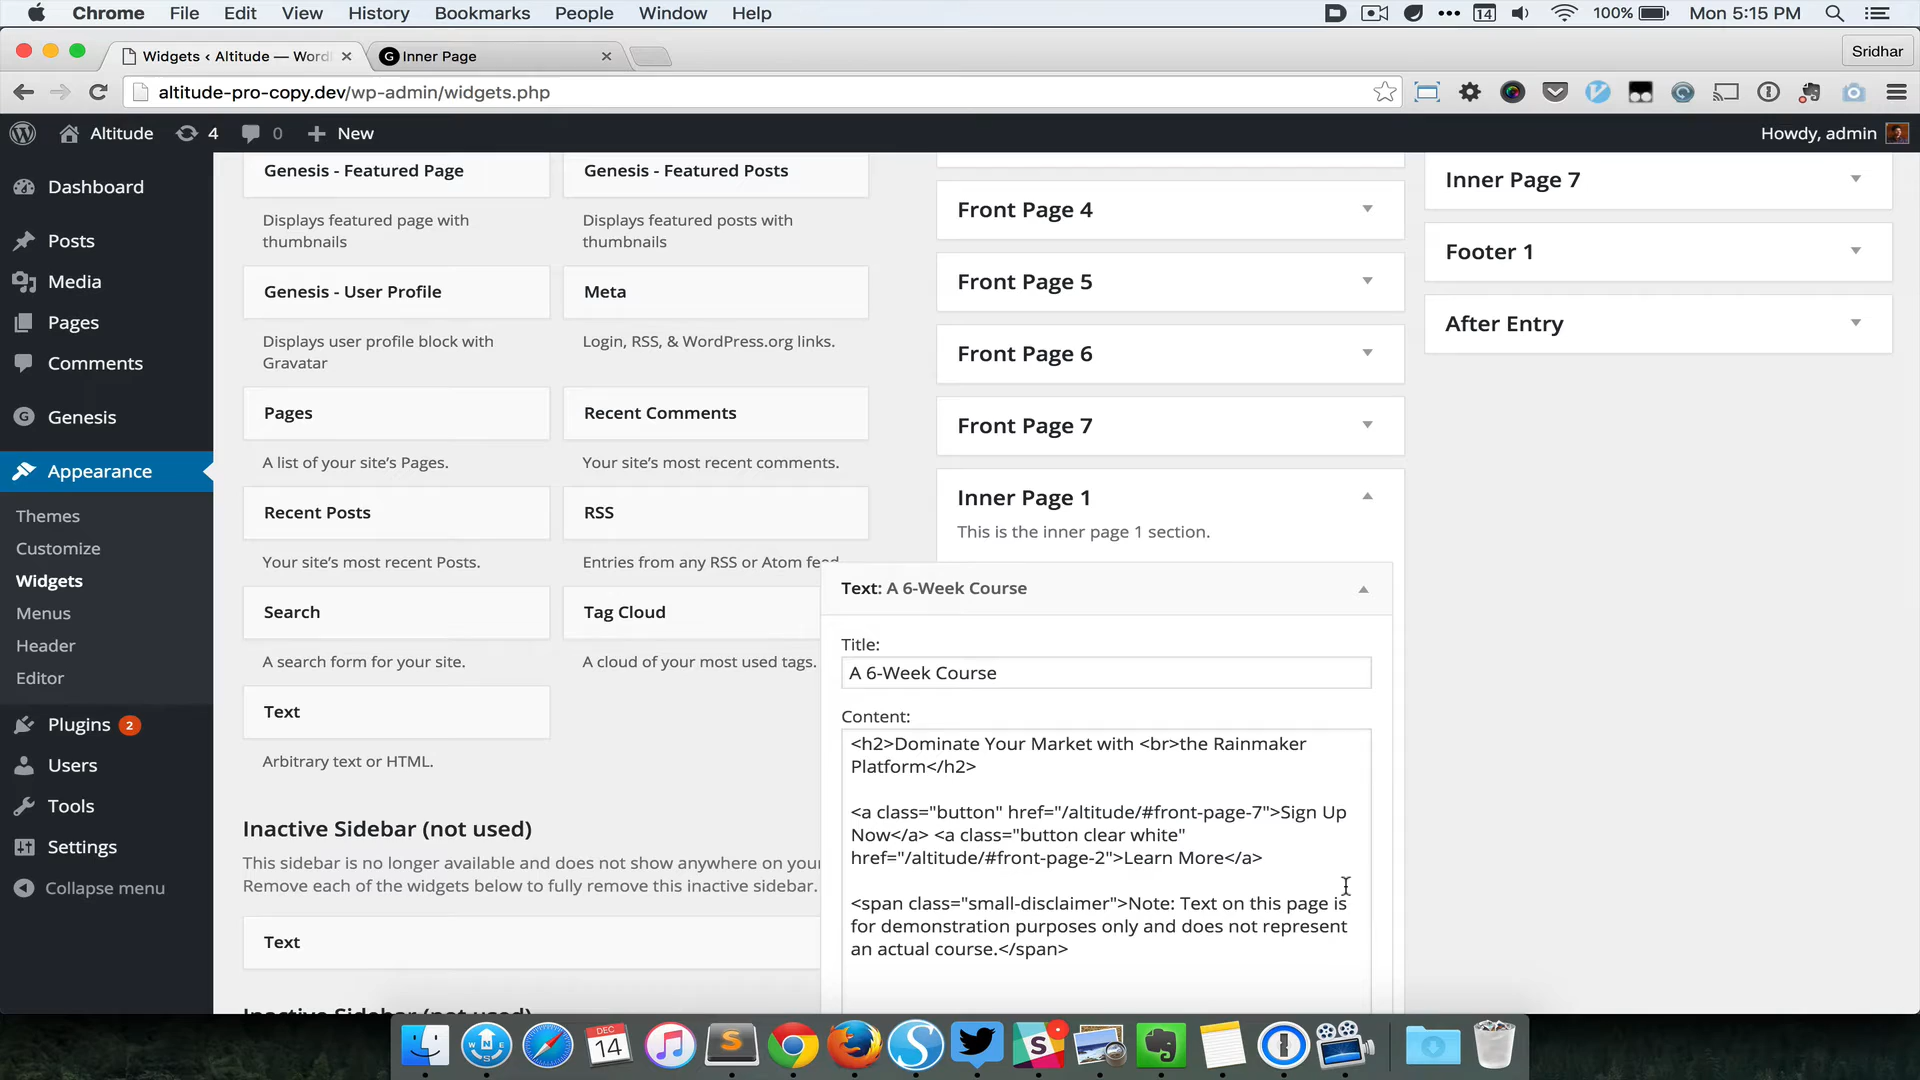 Chrome File Edit View History Bookmarks People Window Help
14 100% Mon 5:15 PM
Widgets ‹ Altitude — Word
Inner Page
Sridhar
altitude-pro-copy.dev/wp-admin/widgets.php
Altitude 4 0 New
Howdy, admin
Dashboard
Posts
Media
Pages
Comments
Genesis
Appearance
Themes
Customize
Widgets
Menus
Header
Editor
Plugins 2
Users
Tools
Settings
Collapse menu
Genesis - Featured Page
Displays featured page with
thumbnails
Genesis - Featured Posts
Displays featured posts with
thumbnails
Genesis - User Profile
Displays user profile block with
Gravatar
Meta
Login, RSS, & WordPress.org links.
Pages
A list of your site's Pages.
Recent Comments
Your site's most recent comments.
Recent Posts
Your site's most recent Posts.
RSS
Entries from any RSS or Atom feed
Search
A search form for your site.
Tag Cloud
A cloud of your most used tags.
Text
Arbitrary text or HTML.
Inactive Sidebar (not used)
This sidebar is no longer available and does not show anywhere on your
Remove each of the widgets below to fully remove this inactive sidebar.
Text
Inactive Sidebar (not used)
Front Page 4
Front Page 5
Front Page 6
Front Page 7
Inner Page 1
This is the inner page 1 section.
Text: A 6-Week Course
Title:
A 6-Week Course
Content:
<h2>Dominate Your Market with <br>the Rainmaker
Platform</h2>
<a class="button" href="/altitude/#front-page-7">Sign Up
Now</a> <a class="button clear white"
href="/altitude/#front-page-2">Learn More</a>
<span class="small-disclaimer">Note: Text on this page is
for demonstration purposes only and does not represent
an actual course.</span>
Inner Page 7
Footer 1
After Entry
DEC
14